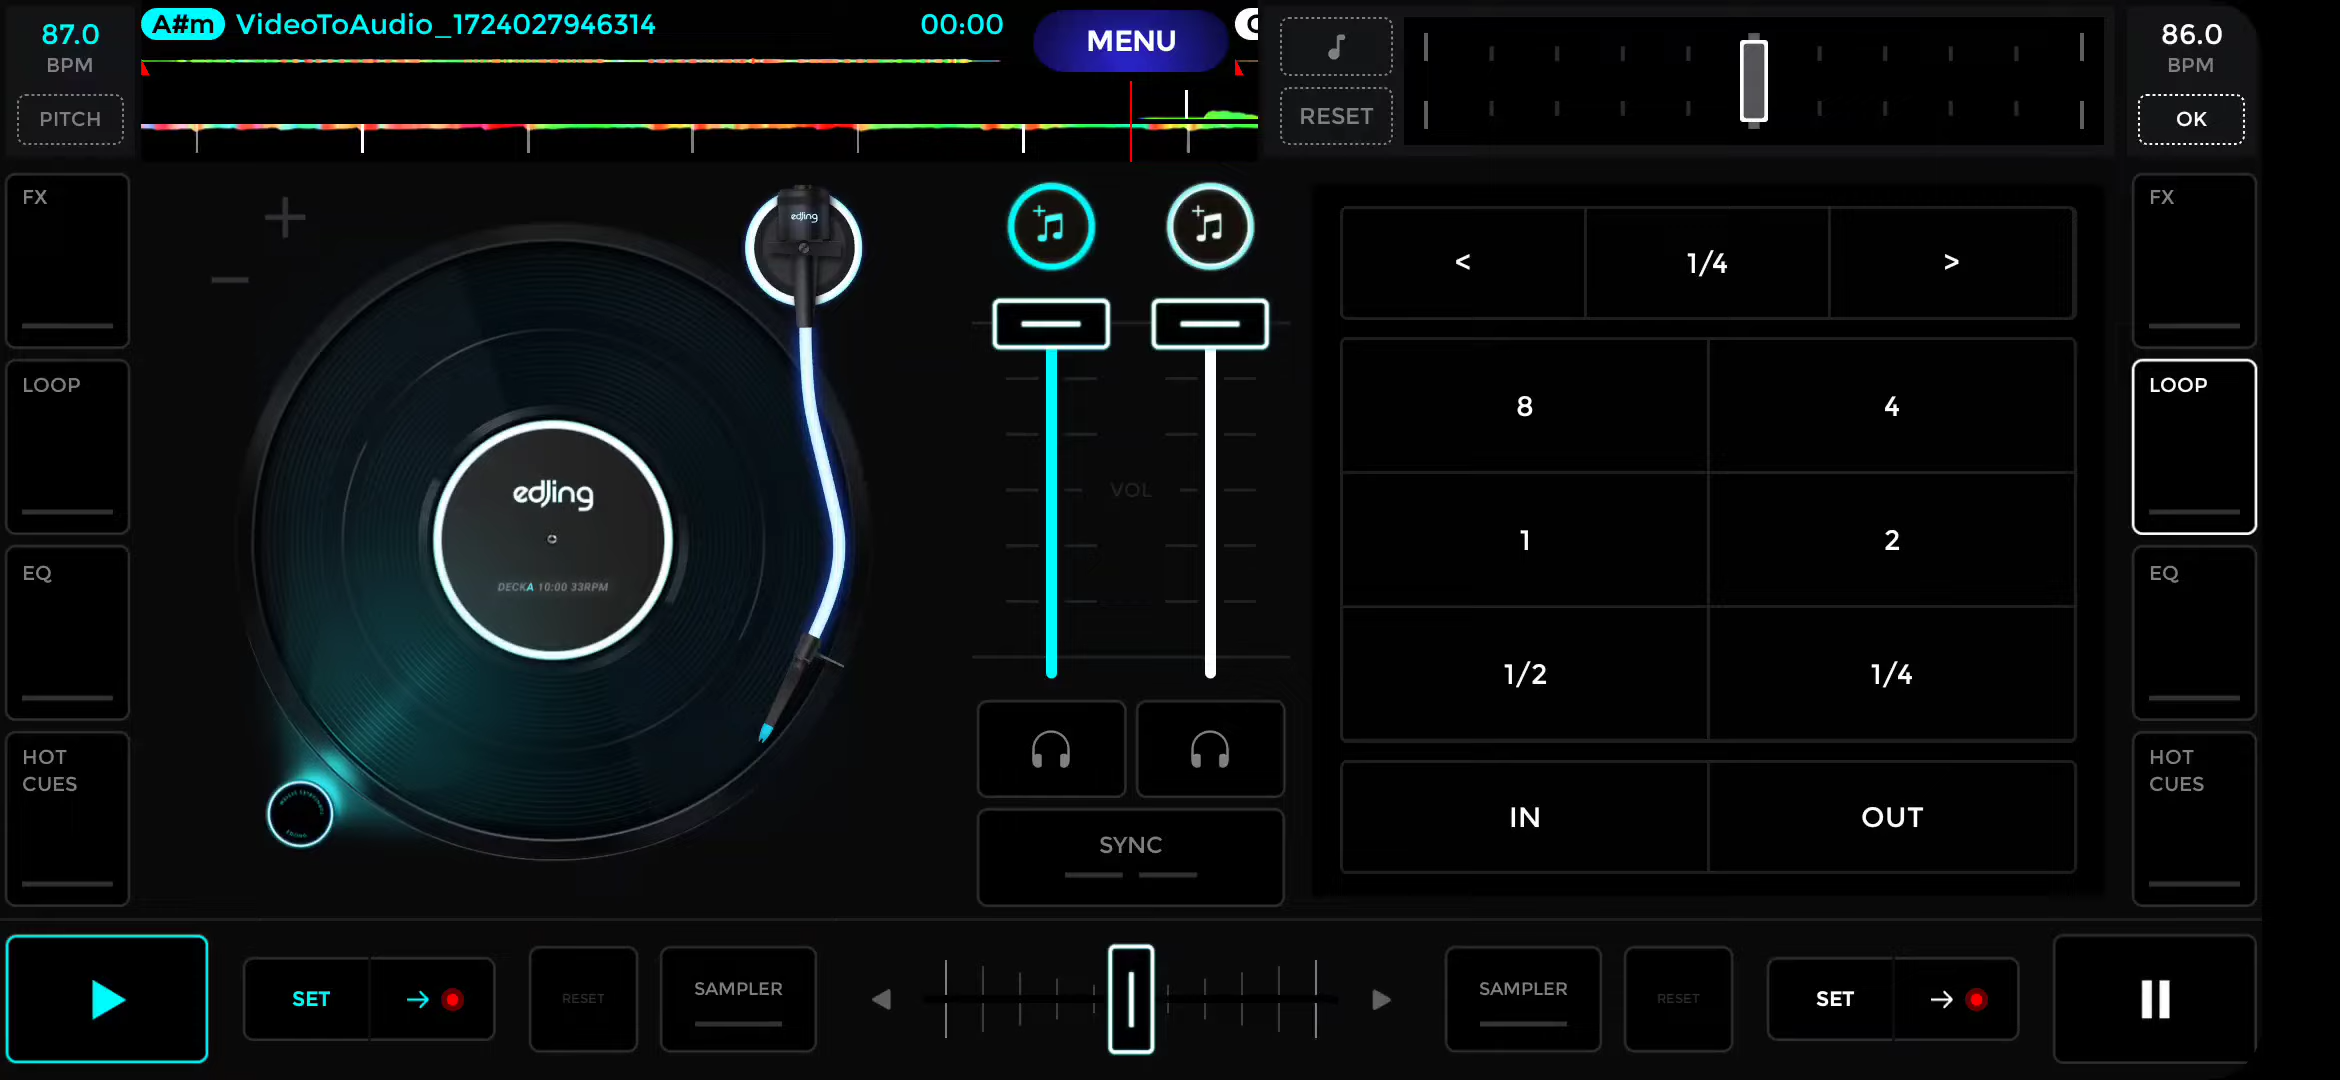 87.0
BPM
PITCH
A#m VideoToAudio_1724027946314 00:00
MENU
RESET
86.0
BPM
OK
FX
LOOP
EQ
HOT
CUES
edjing
edjing
DECKA 10:00 33RPM
VOL
SYNC
< 1/4 >
8 4
1 2
1/2 1/4
IN OUT
FX
LOOP
EQ
HOT
CUES
SET
RESET
SAMPLER
SAMPLER
RESET
SET